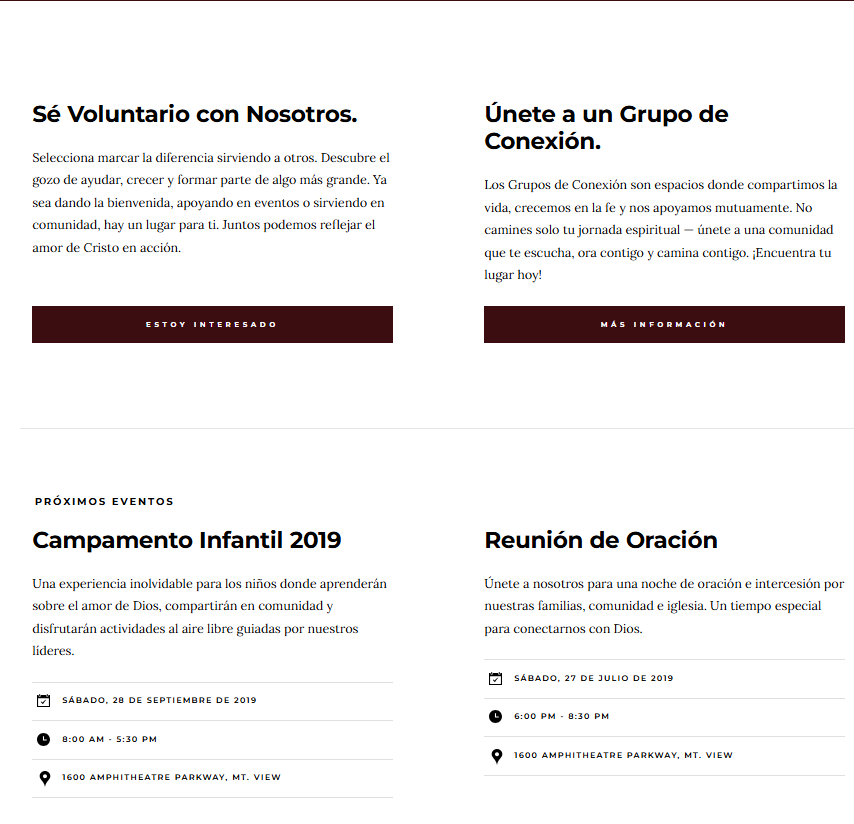 Sé Voluntario con Nosotros.
Selecciona marcar la diferencia sirviendo a otros. Descubre el
gozo de ayudar, crecer y formar parte de algo más grande. Ya
sea dando la bienvenida, apoyando en eventos o sirviendo en
comunidad, hay un lugar para ti. Juntos podemos reflejar el
amor de Cristo en acción.
ESTOY INTERESADO
Únete a un Grupo de
Conexión.
Los Grupos de Conexión son espacios donde compartimos la
vida, crecemos en la fe y nos apoyamos mutuamente. No
camines solo tu jornada espiritual — únete a una comunidad
que te escucha, ora contigo y camina contigo. ¡Encuentra tu
lugar hoy!
MÁS INFORMACIÓN
PRÓXIMOS EVENTOS
Campamento Infantil 2019
Una experiencia inolvidable para los niños donde aprenderán
sobre el amor de Dios, compartirán en comunidad y
disfrutarán actividades al aire libre guiadas por nuestros
líderes.
SÁBADO, 28 DE SEPTIEMBRE DE 2019
8:00 AM - 5:30 PM
1600 AMPHITHEATRE PARKWAY, MT. VIEW
Reunión de Oración
Únete a nosotros para una noche de oración e intercesión por
nuestras familias, comunidad e iglesia. Un tiempo especial
para conectarnos con Dios.
SÁBADO, 27 DE JULIO DE 2019
6:00 PM - 8:30 PM
1600 AMPHITHEATRE PARKWAY, MT. VIEW